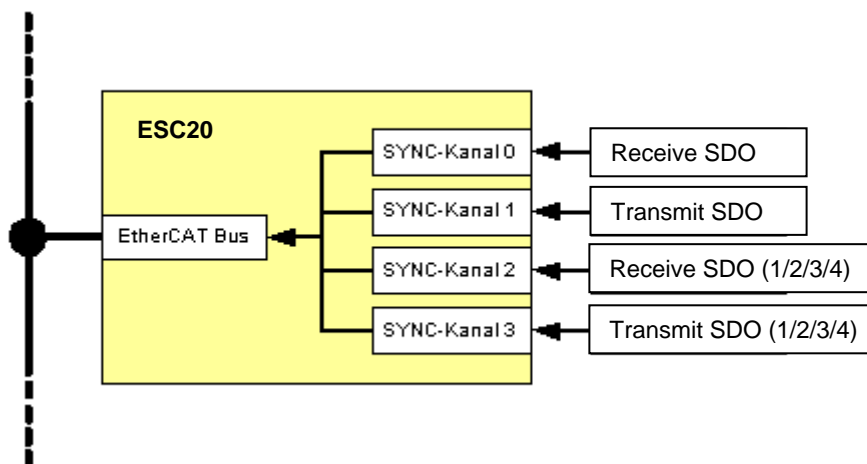 ESC20
SYNC-Kanal 0
Receive SDO
SYNC-Kanal 1
Transmit SDO
EtherCAT Bus
SYNC-Kanal 2
Receive SDO (1/2/3/4)
SYNC-Kanal 3
Transmit SDO (1/2/3/4)